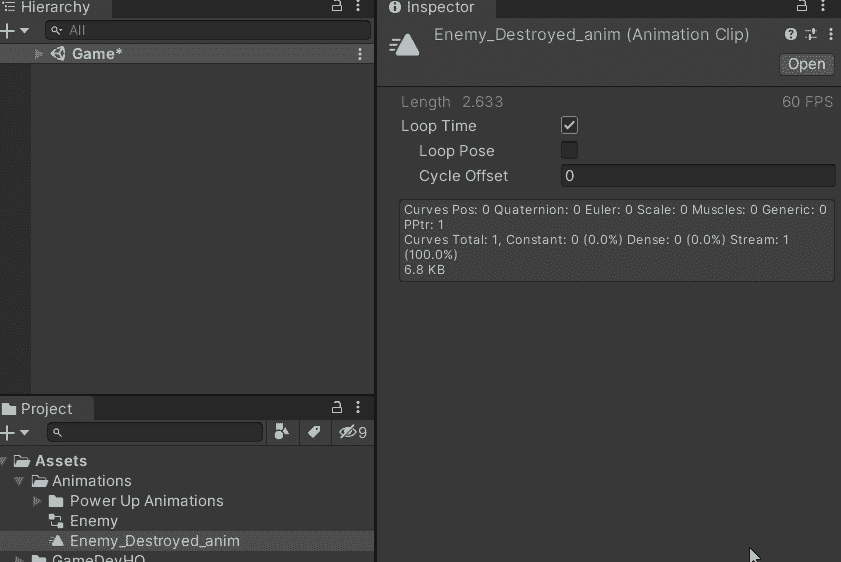 Hierarchy
All
Game*
Inspector
Enemy_Destroyed_anim (Animation Clip)
Open
Length 2.633 60 FPS
Loop Time
Loop Pose
Cycle Offset 0
Curves Pos: 0 Quaternion: 0 Euler: 0 Scale: 0 Muscles: 0 Generic: 0
PPtr: 1
Curves Total: 1, Constant: 0 (0.0%) Dense: 0 (0.0%) Stream: 1
(100.0%)
6.8 KB
Project
9
Assets
Animations
Power Up Animations
Enemy
Enemy_Destroyed_anim
GameDevHQ